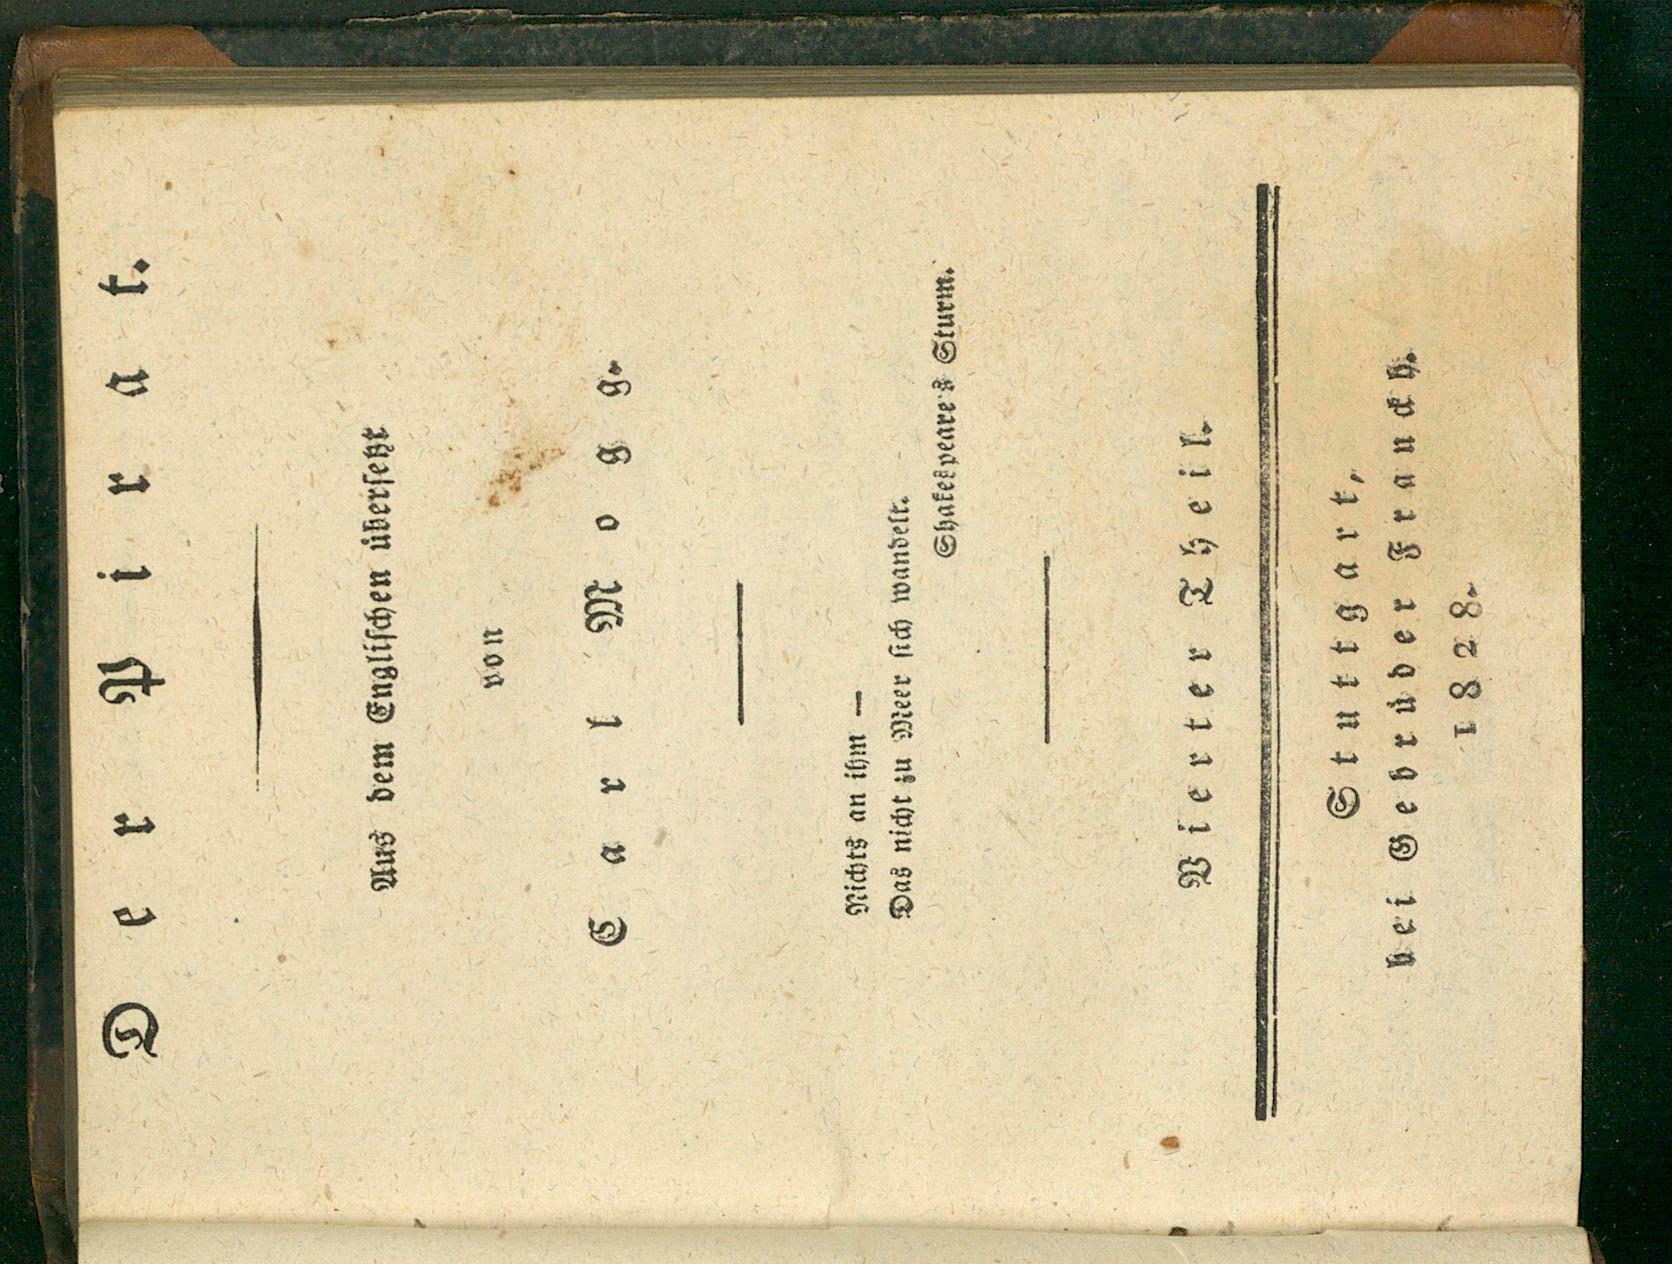 Der Pirat.
Aus dem Englischen überſetzt
von
Carl Mosss.
Nichts an ihm —
Das nicht zu Meer ſich wandelt.
Shakeſpeare's Sturm.
Vierter Theil.
Stuttgart,
bei Gebrüder Franckh.
1828.